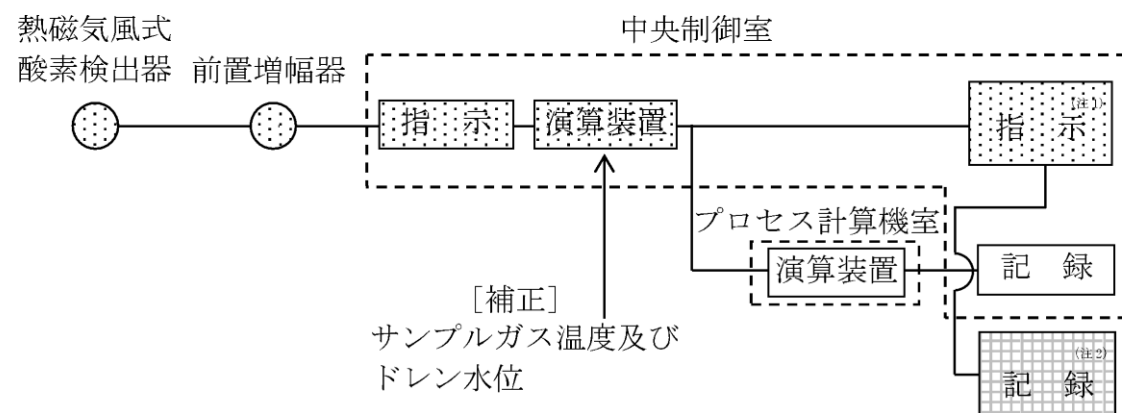 熱磁気風式
酸素検出器
前置増幅器
中央制御室
指 示
演算装置
(注1)
指 示
プロセス計算機室
演算装置
記 録
[補正]
サンプルガス温度及び
ドレン水位
(注2)
記 録